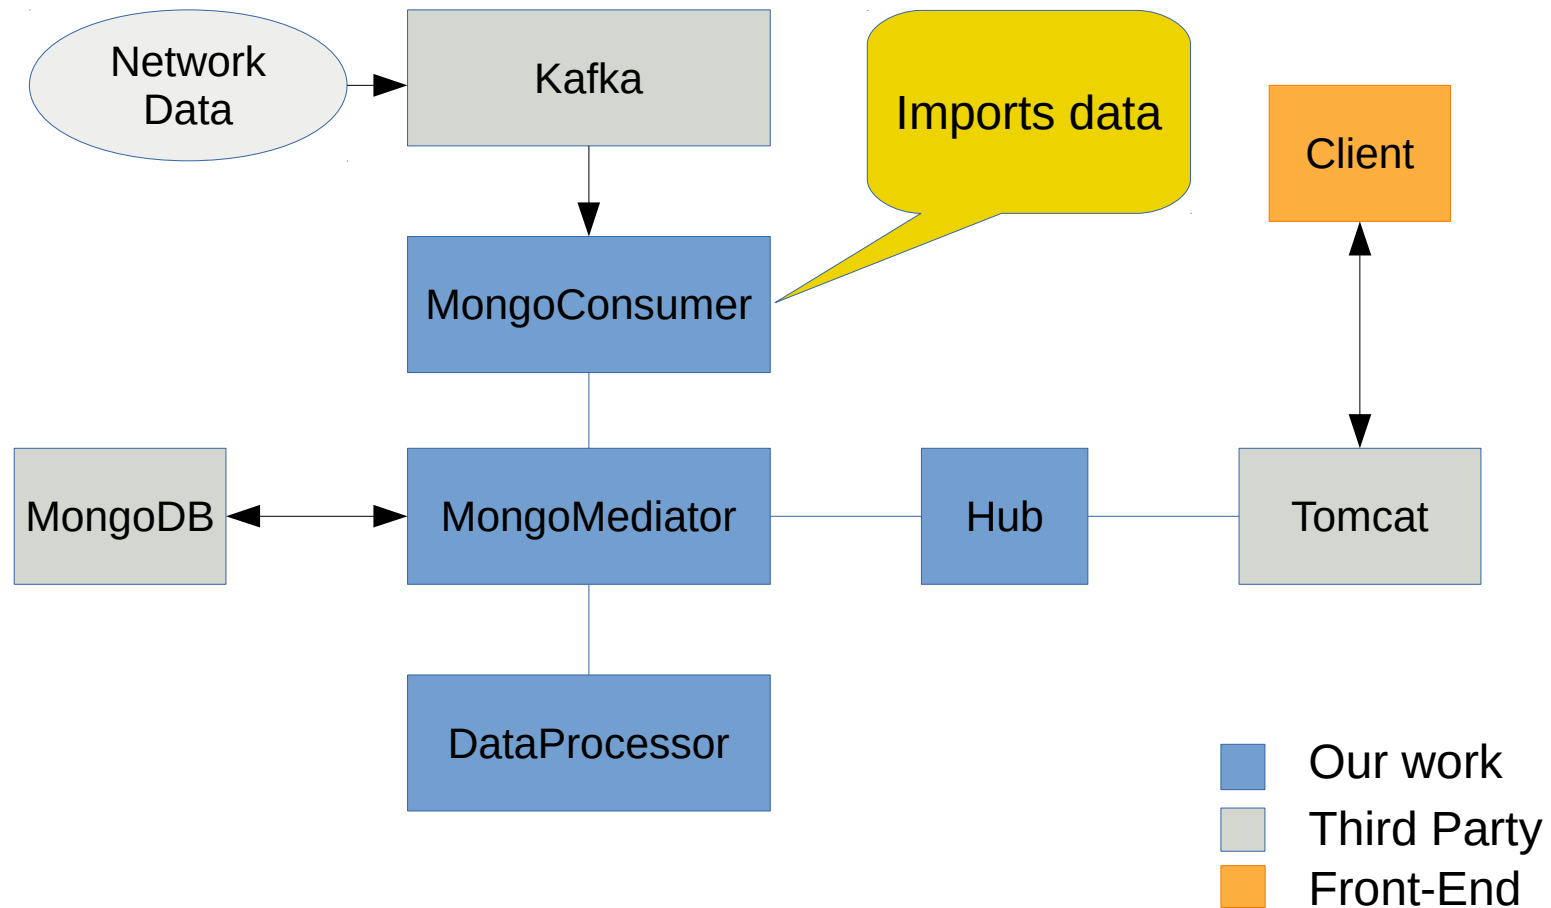 Network
Data
Kafka
Imports data
Client
MongoConsumer
MongoDB
MongoMediator
Hub
Tomcat
DataProcessor
Our work
Third Party
Front-End